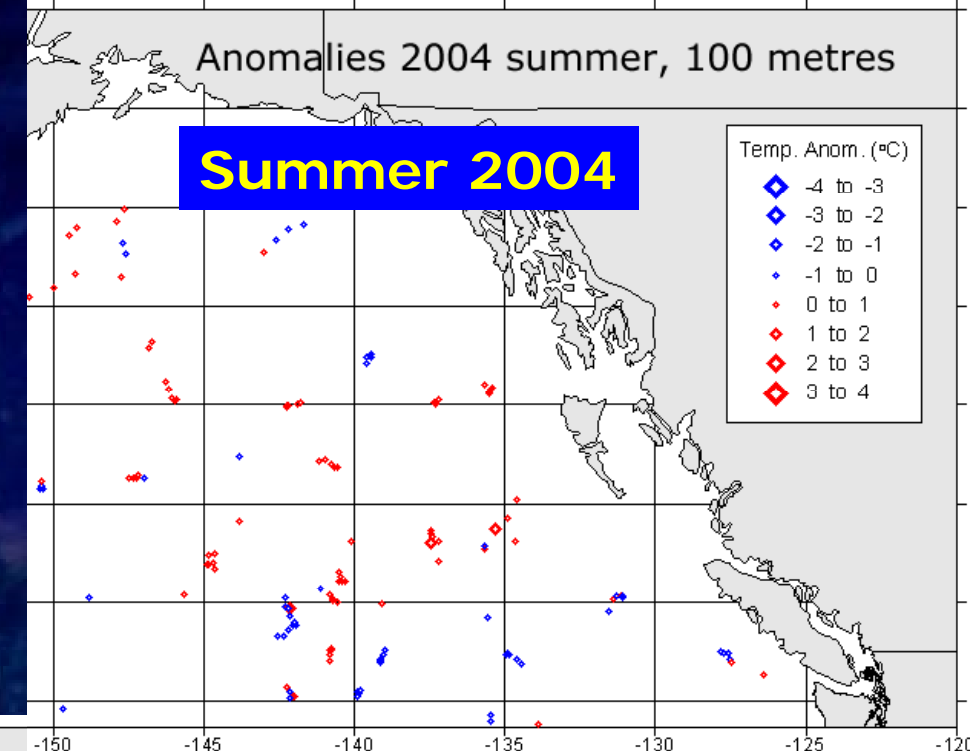 Anomalies 2004 summer, 100 metres
Summer 2004
Temp. Anom. (°C)
-4 to -3
-3 to -2
-2 to -1
-1 to 0
0 to 1
1 to 2
2 to 3
3 to 4
-150 -145 -140 -135 -130 -125 -120